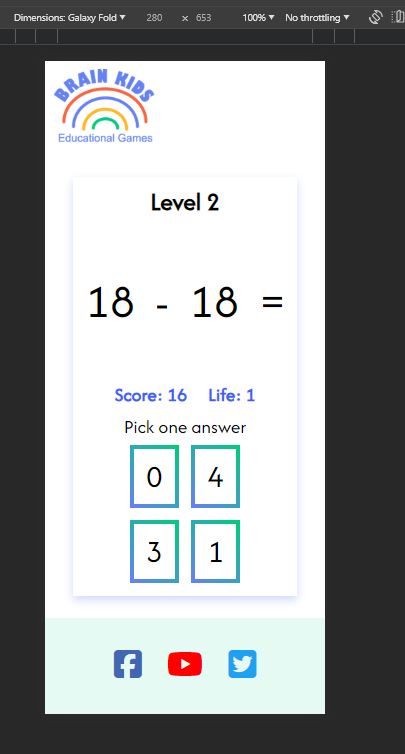 Dimensions: Galaxy Fold ▼ 280 x 653 100% ▼ No throttling ▼
BRAIN KIDS
Educational Games
Level 2
18 - 18 =
Score: 16 Life: 1
Pick one answer
0 4
3 1